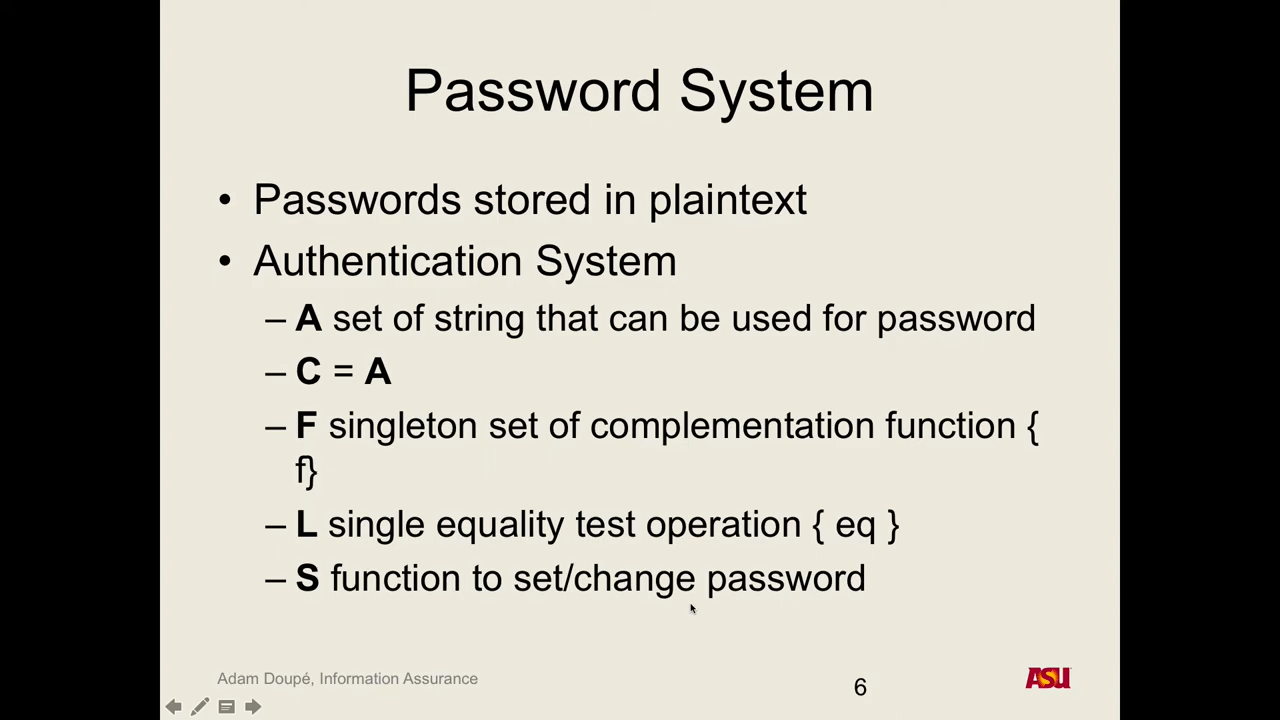 Password System
• Passwords stored in plaintext
• Authentication System
– A set of string that can be used for password
– C = A
– F singleton set of complementation function {
f}
– L single equality test operation { eq }
– S function to set/change password
Adam Doupé, Information Assurance
6
ASU